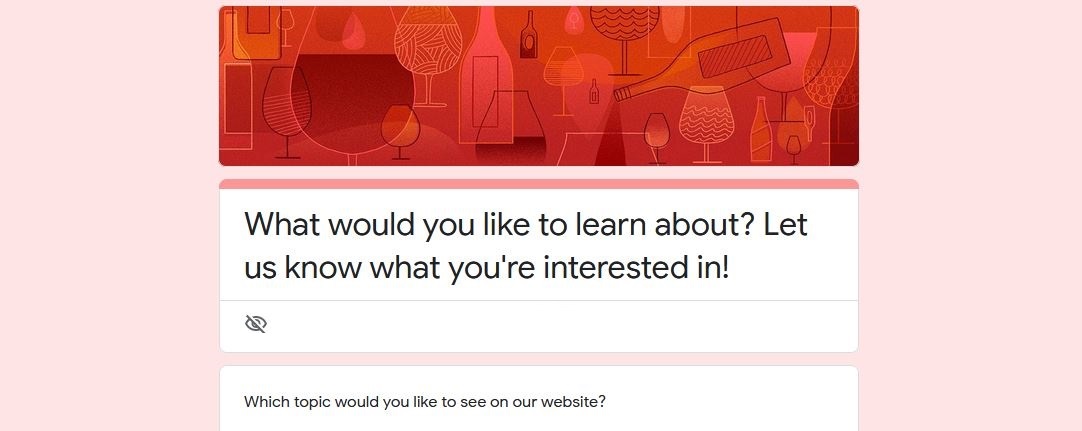 What would you like to learn about? Let
us know what you're interested in!
Which topic would you like to see on our website?